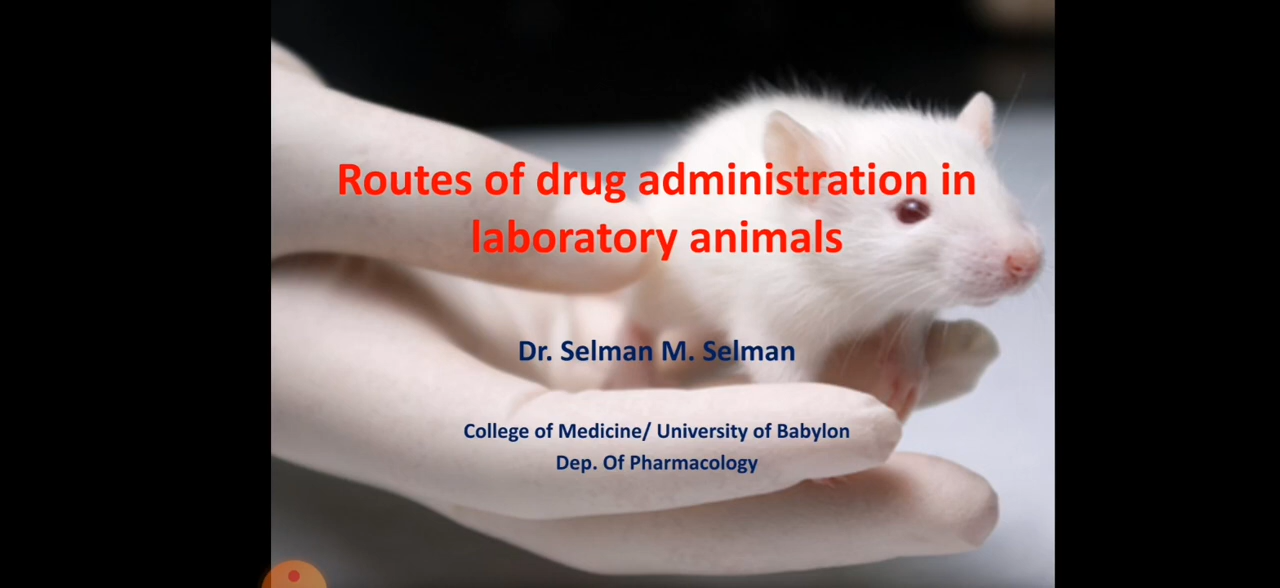 Routes of drug administration in
laboratory animals
Dr. Selman M. Selman
College of Medicine/ University of Babylon
Dep. Of Pharmacology